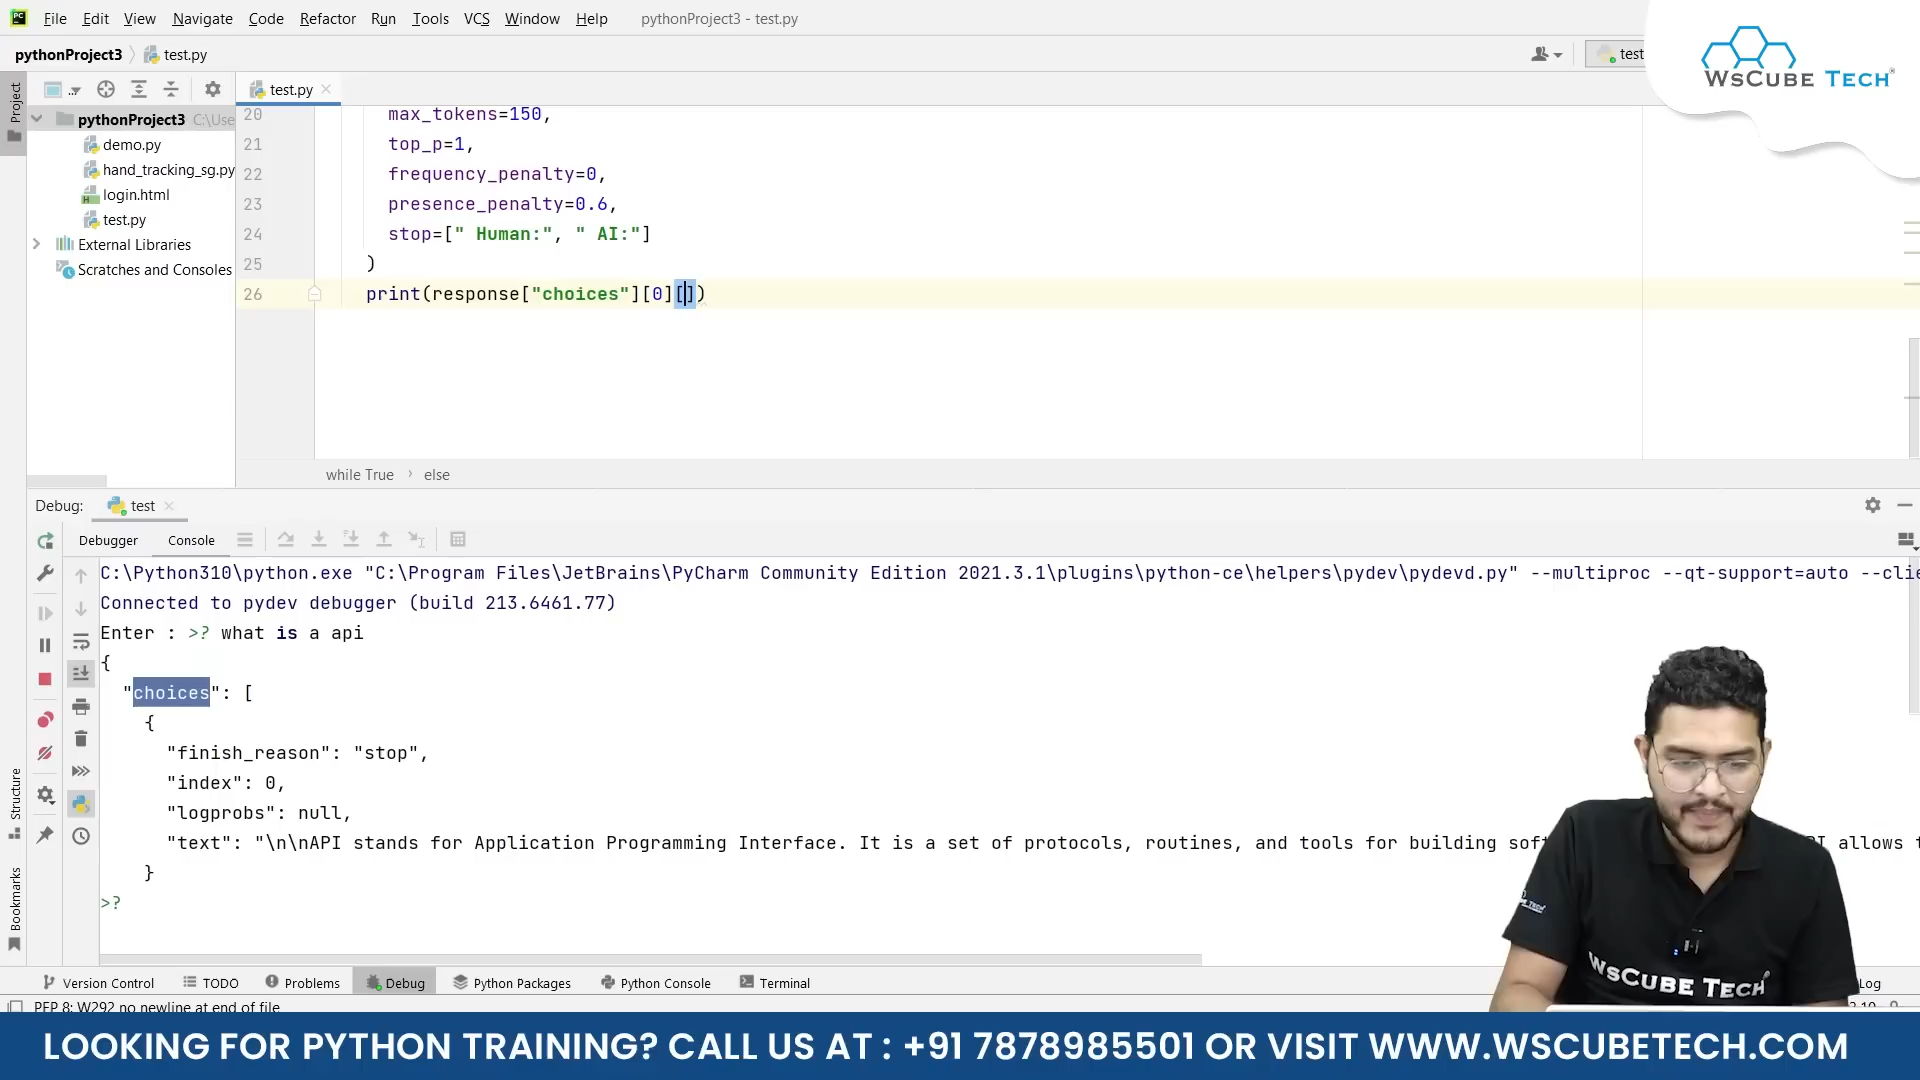 File Edit View Navigate Code Refactor Run Tools VCS Window Help pythonProject3 - test.py
pythonProject3 test.py
test
WsCube Tech
Project
test.py
pythonProject3 C:\Use
demo.py
hand_tracking_sg.py
login.html
test.py
External Libraries
Scratches and Consoles
20 max_tokens=150,
21 top_p=1,
22 frequency_penalty=0,
23 presence_penalty=0.6,
24 stop=[" Human:", " AI:"]
25 )
26 print(response["choices"][0][])
while True › else
Debug: test
Debugger Console
C:\Python310\python.exe "C:\Program Files\JetBrains\PyCharm Community Edition 2021.3.1\plugins\python-ce\helpers\pydev\pydevd.py" --multiproc --qt-support=auto --clie
Connected to pydev debugger (build 213.6461.77)
Enter : >? what is a api
{
"choices": [
{
"finish_reason": "stop",
"index": 0,
"logprobs": null,
"text": "\n\nAPI stands for Application Programming Interface. It is a set of protocols, routines, and tools for building sof
PI allows t
}
>?
Structure
Bookmarks
WsCube Tech
Version Control TODO Problems Debug Python Packages Python Console Terminal
Log
PEP 8: W292 no newline at end of file
LOOKING FOR PYTHON TRAINING? CALL US AT : +91 7878985501 OR VISIT WWW.WSCUBETECH.COM